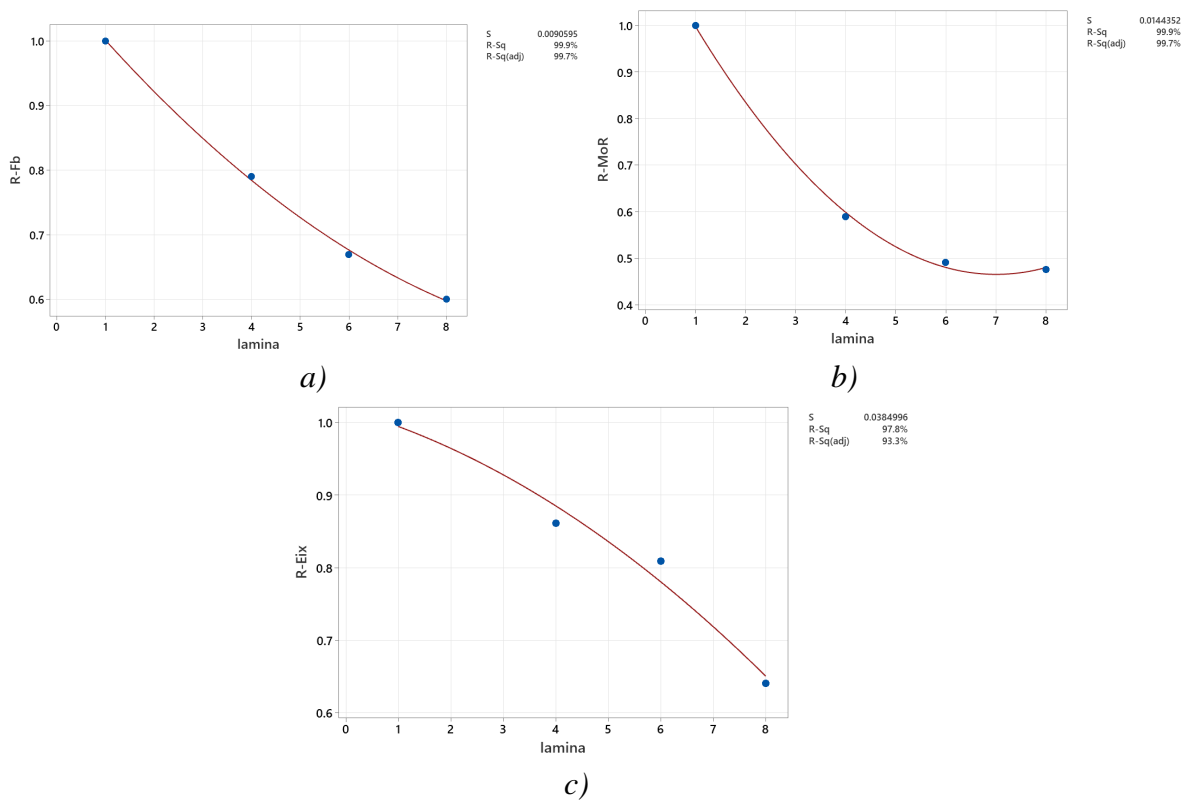 S 0.0090595
R-Sq 99.9%
R-Sq(adj) 99.7%
1.0
0.9
0.8
0.7
0.6
R-Fb
0 1 2 3 4 5 6 7 8
lamina
a)
S 0.0144352
R-Sq 99.9%
R-Sq(adj) 99.7%
1.0
0.9
0.8
0.7
0.6
0.5
0.4
R-MoR
0 1 2 3 4 5 6 7 8
lamina
b)
S 0.0384996
R-Sq 97.8%
R-Sq(adj) 93.3%
1.0
0.9
0.8
0.7
0.6
R-Eix
0 1 2 3 4 5 6 7 8
lamina
c)